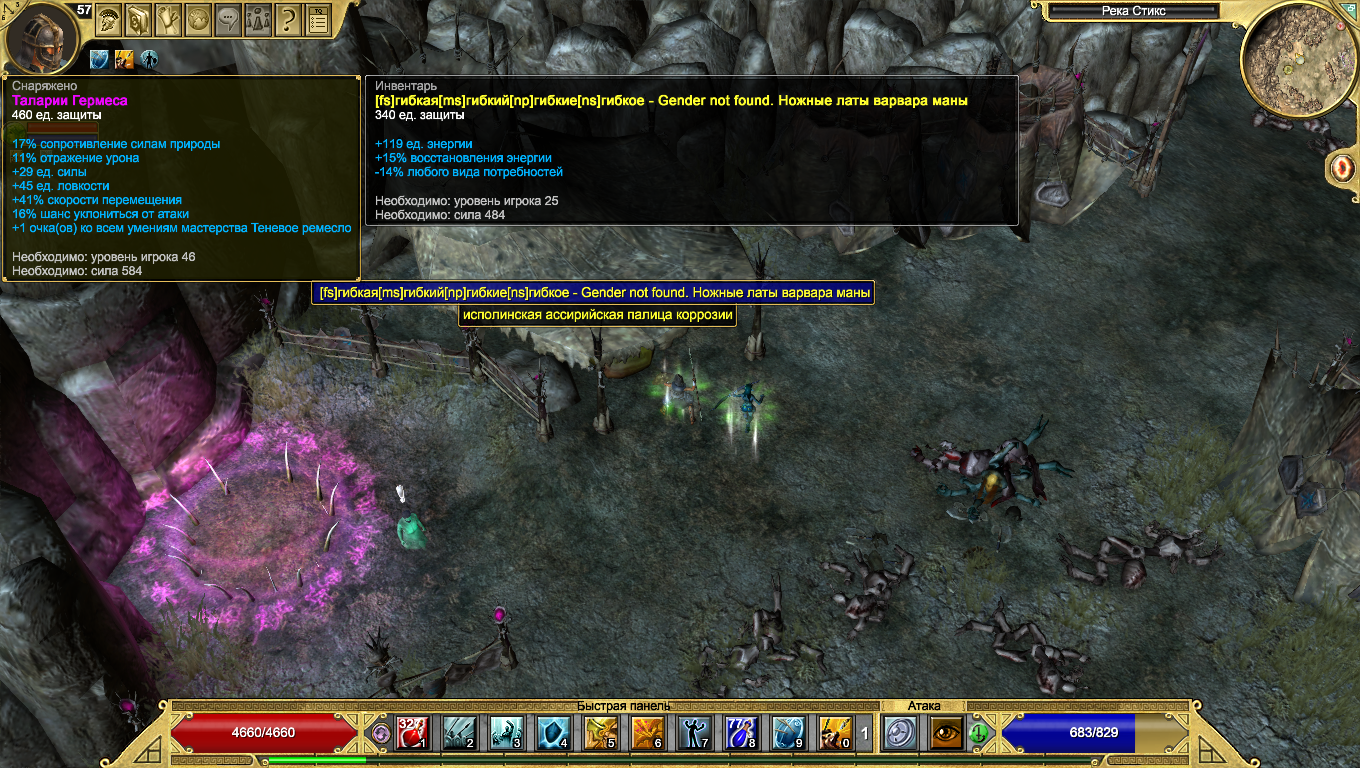 57
TQ
Река Стикс
Снаряжено
Таларии Гермеса
460 ед. защиты
17% сопротивление силам природы
11% отражение урона
+29 ед. силы
+45 ед. ловкости
+41% скорости перемещения
16% шанс уклониться от атаки
+1 очка(ов) ко всем умениям мастерства Теневое ремесло
Необходимо: уровень игрока 46
Необходимо: сила 584
Инвентарь
[fs]гибкая[ms]гибкий[np]гибкие[ns]гибкое - Gender not found. Ножные латы варвара маны
340 ед. защиты
+119 ед. энергии
+15% восстановления энергии
-14% любого вида потребностей
Необходимо: уровень игрока 25
Необходимо: сила 484
[fs]гибкая[ms]гибкий[np]гибкие[ns]гибкое - Gender not found. Ножные латы варвара маны
исполинская ассирийская палица коррозии
Быстрая панель
Атака
4660/4660
327 1 2 3 4 5 6 7 777 8 9 0 1
683/829